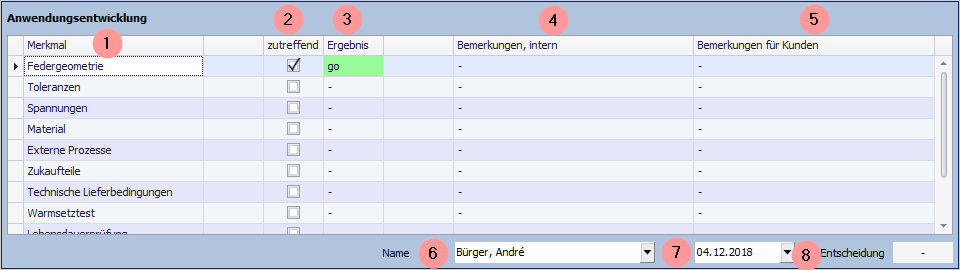 Anwendungsentwicklung
2 3 4 5
Merkmal 1 zutreffend Ergebnis Bemerkungen, intern Bemerkungen für Kunden
Federgeometrie go - -
Toleranzen - - -
Spannungen - - -
Material - - -
Externe Prozesse - - -
Zukaufteile - - -
Technische Lieferbedingungen - - -
Warmsetztest - - -
Lebensdauerprüfung - - -
Name 6 Bürger, André 7 04.12.2018 8 Entscheidung -